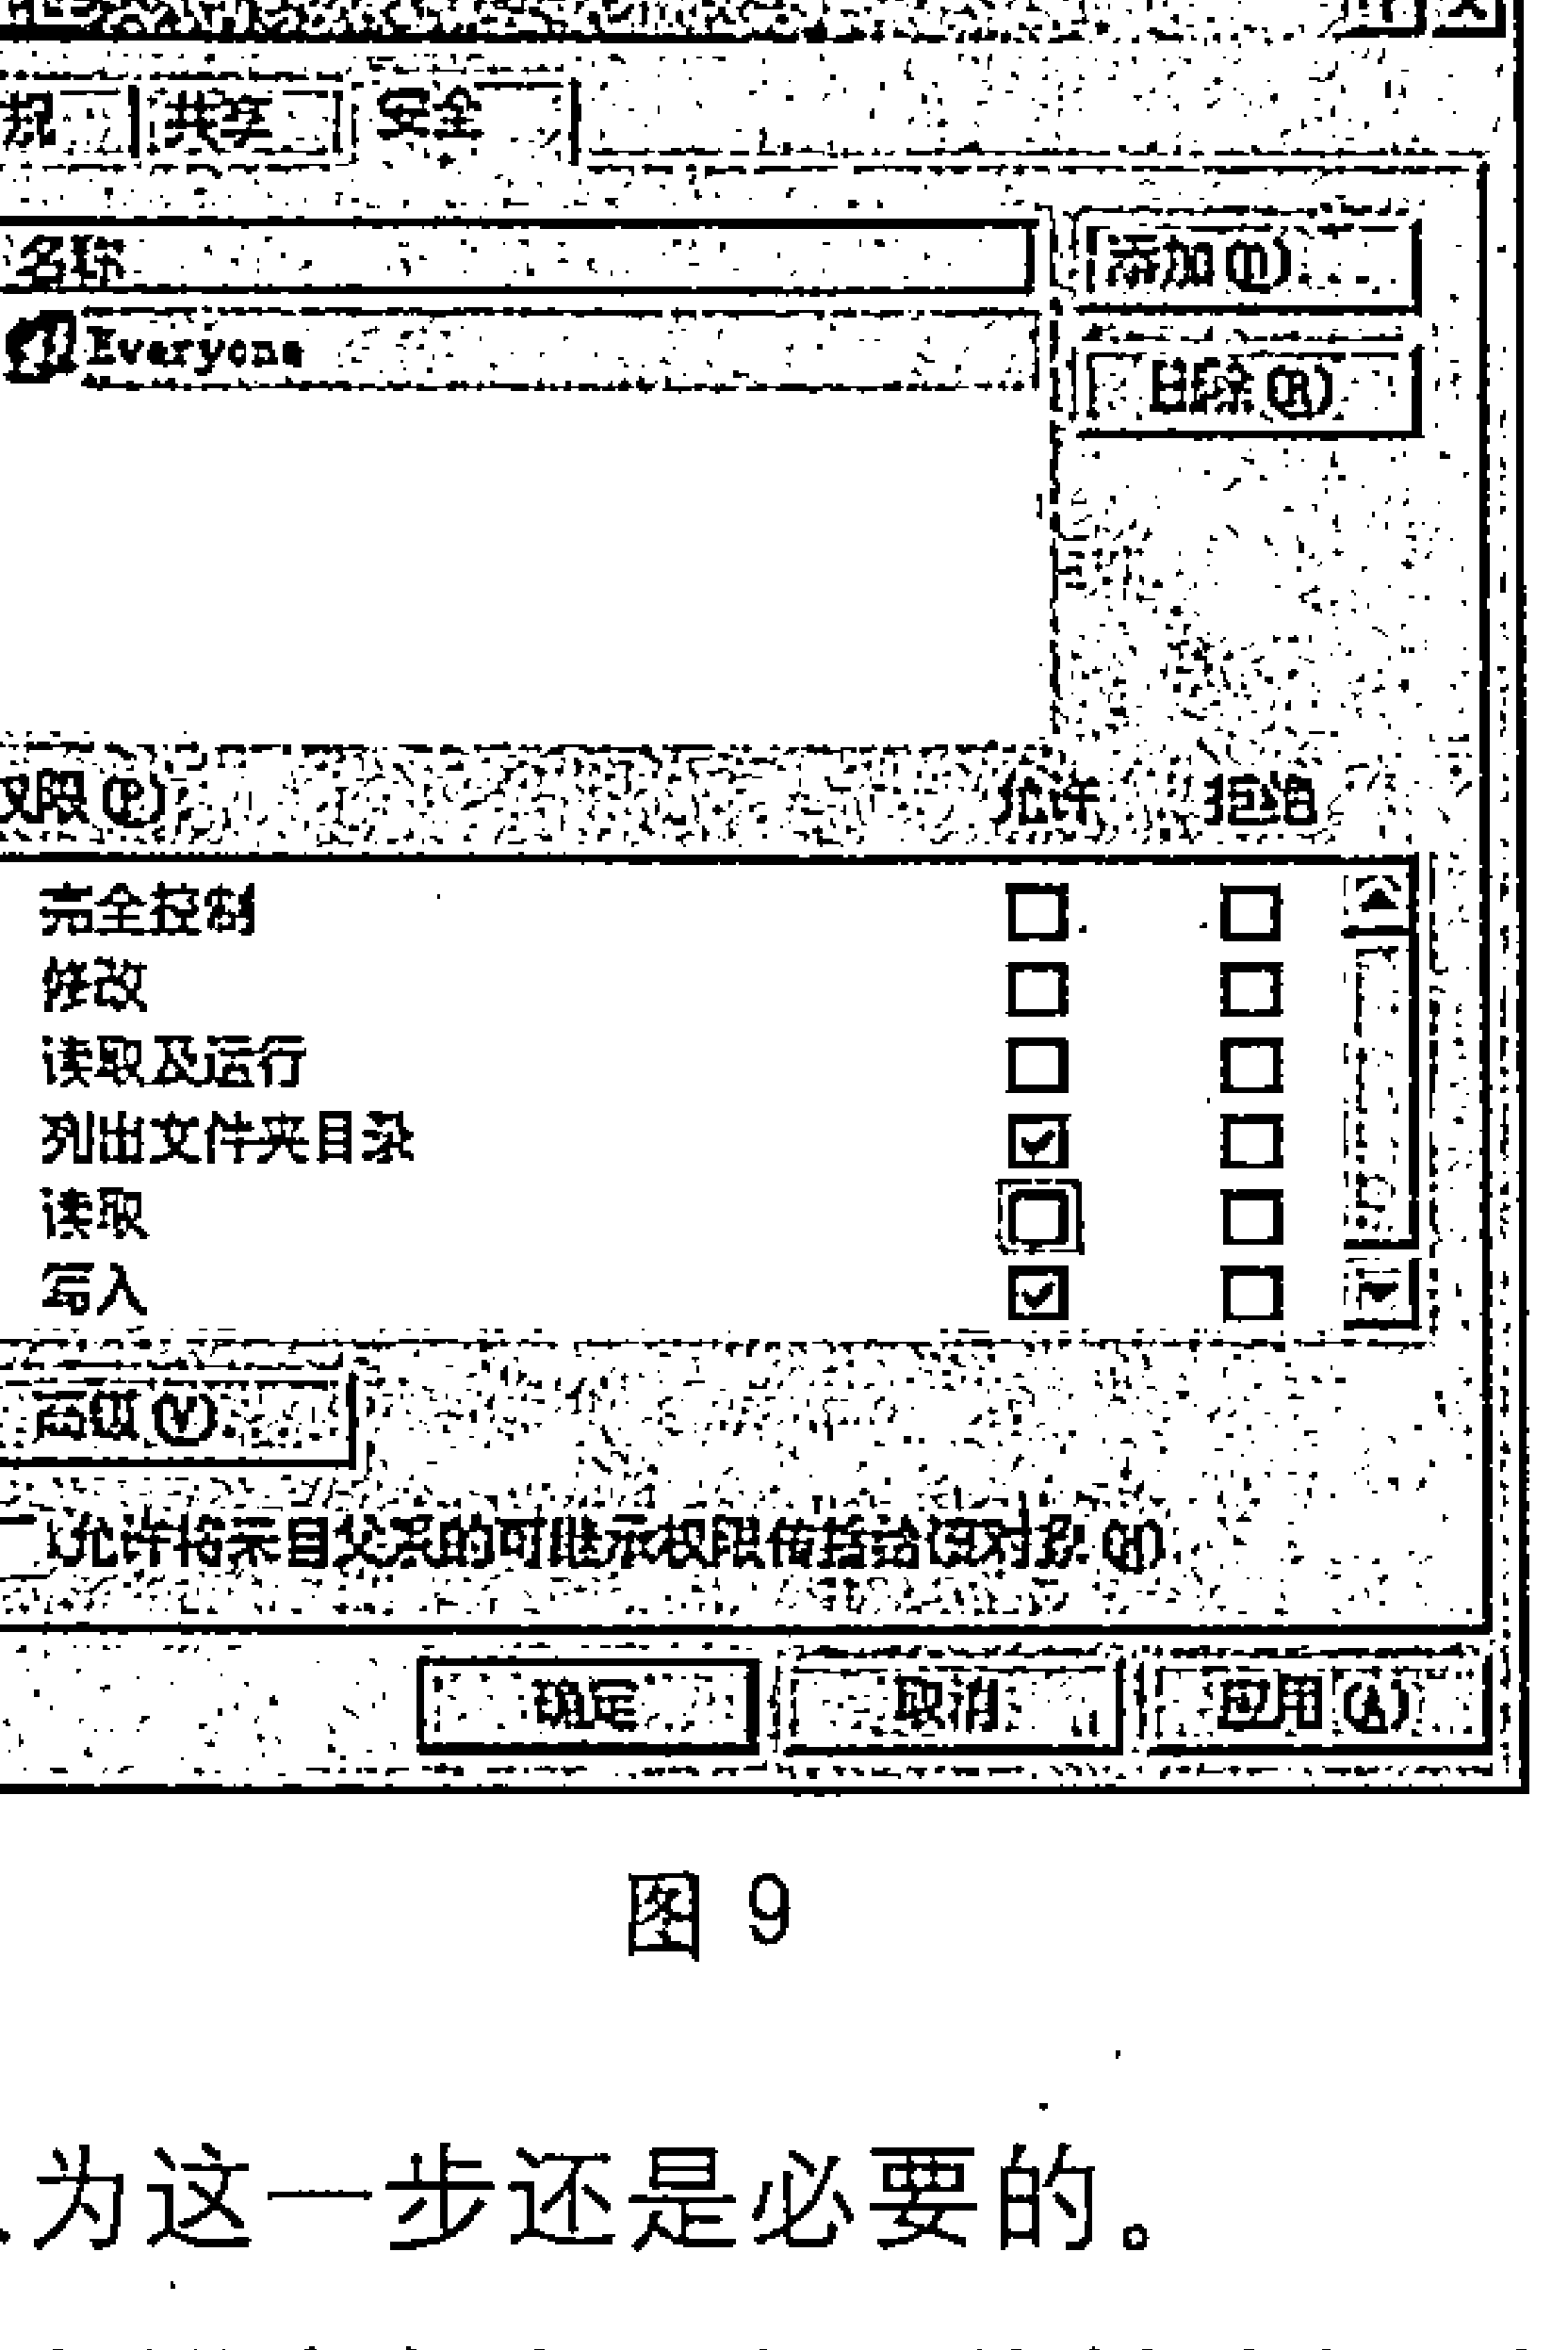 规 共享 安全
名称 添加(D)
Everyone
删除(R)
权限(P) 允许 拒绝
完全控制
修改
读取及运行
列出文件夹目录
读取
写入
高级(V)
允许将来自父系的可继承权限传播给该对象(H)
确定 取消 应用(A)
图 9
为这一步还是必要的。